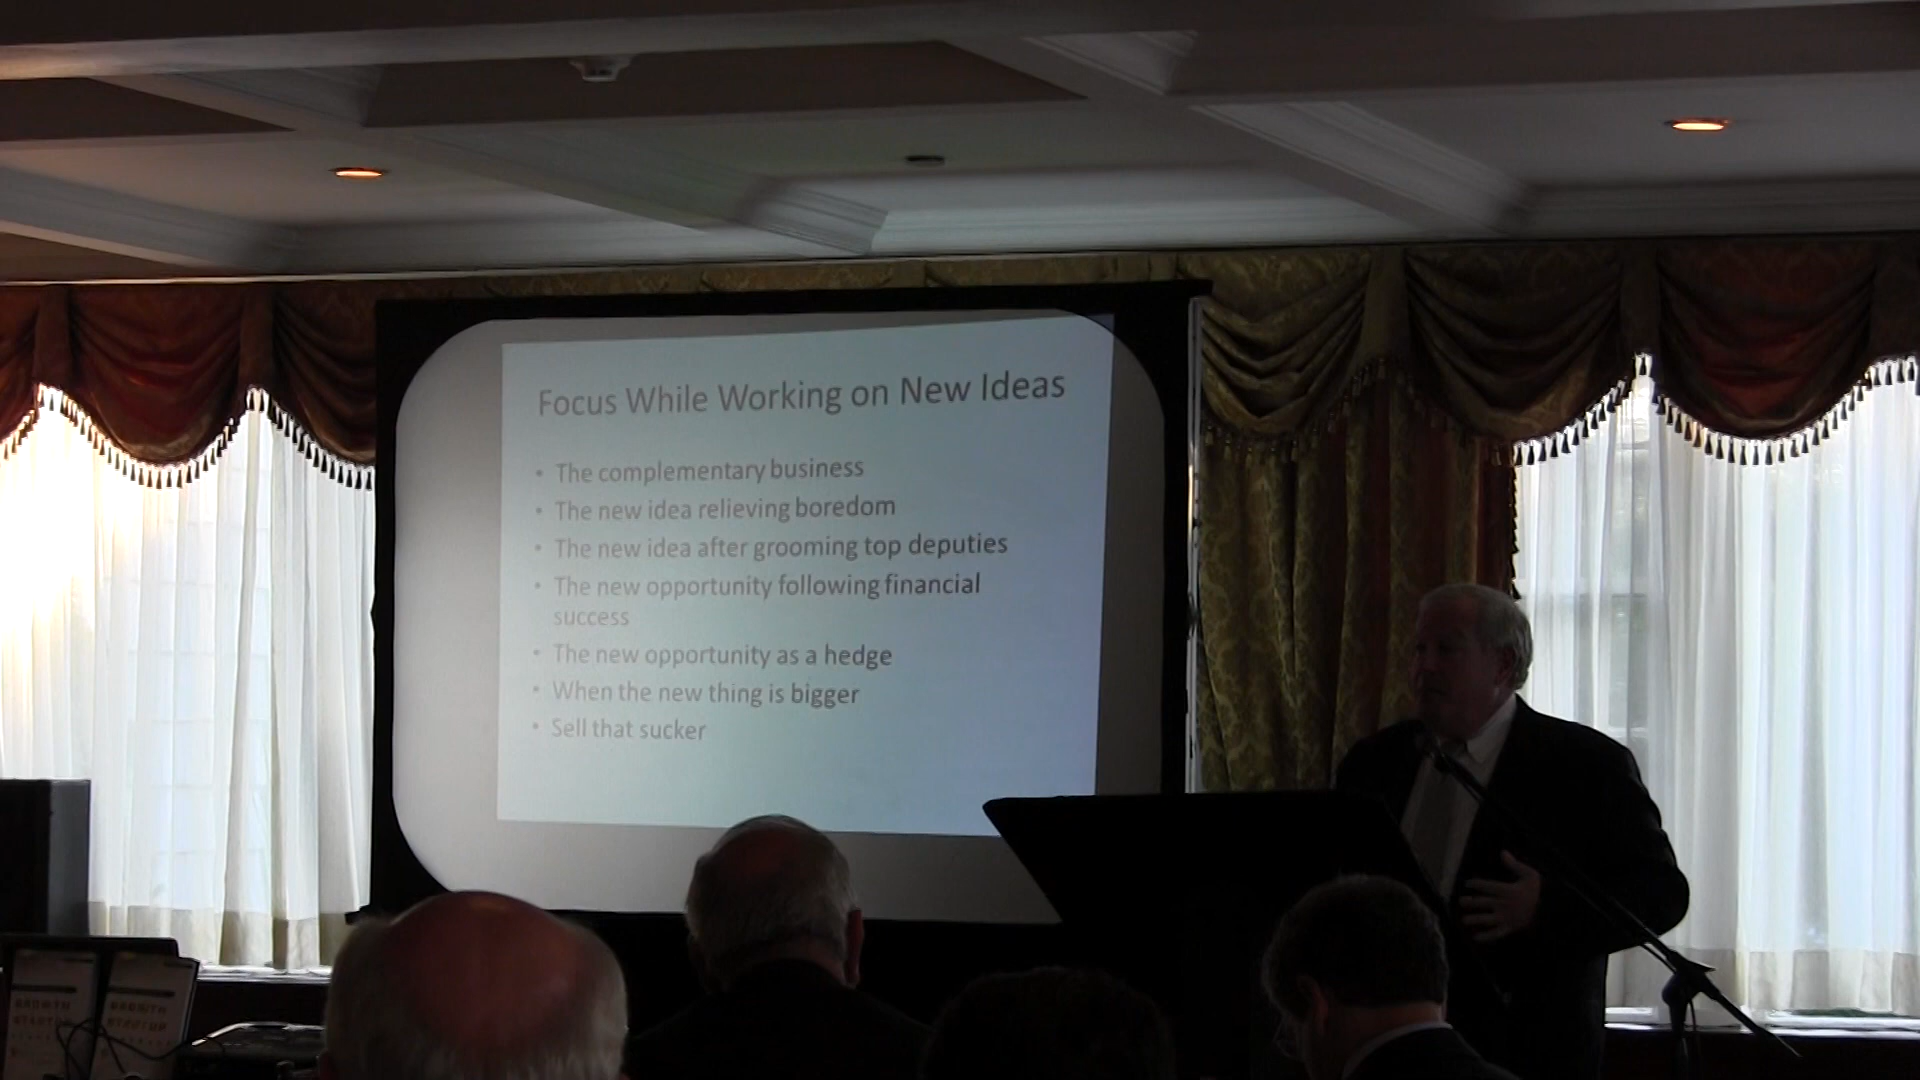 Focus While Working on New Ideas
• The complementary business
• The new idea relieving boredom
• The new idea after grooming top deputies
• The new opportunity following financial
success
• The new opportunity as a hedge
• When the new thing is bigger
• Sell that sucker